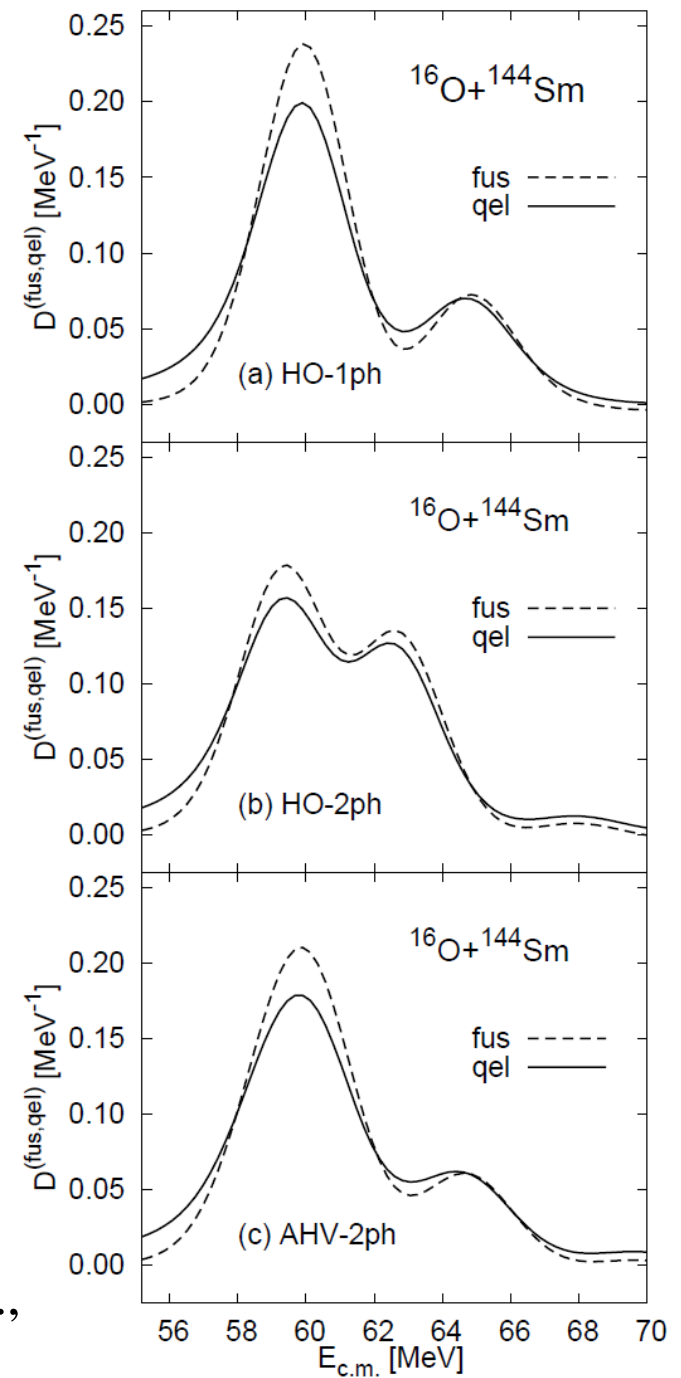 0.25
0.20
0.15
0.10
0.05
0.00
D^(fus,qel) [MeV^-1]
^16O+^144Sm
fus
qel
(a) HO-1ph
0.25
0.20
0.15
0.10
0.05
0.00
D^(fus,qel) [MeV^-1]
^16O+^144Sm
fus
qel
(b) HO-2ph
0.25
0.20
0.15
0.10
0.05
0.00
D^(fus,qel) [MeV^-1]
^16O+^144Sm
fus
qel
(c) AHV-2ph
.,
56 58 60 62 64 66 68 70
E_c.m. [MeV]